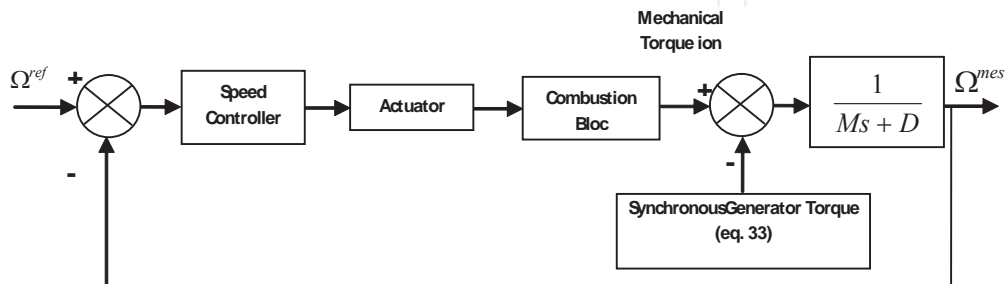 Mechanical
Torque ion
Ω^ref
+
-
Speed
Controller
Actuator
Combustion
Bloc
+
-
1
Ms + D
Ω^mes
SynchronousGenerator Torque
(eq. 33)